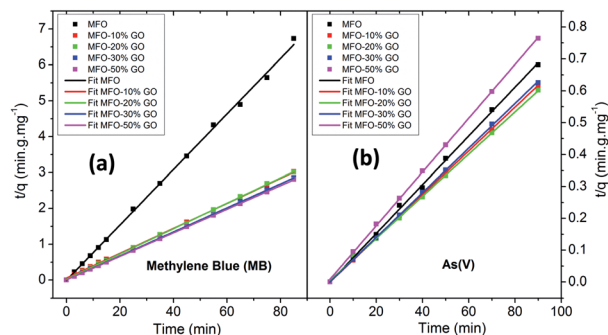 MFO
MFO-10% GO
MFO-20% GO
MFO-30% GO
MFO-50% GO
Fit MFO
Fit MFO-10% GO
Fit MFO-20% GO
Fit MFO-30% GO
Fit MFO-50% GO
(a)
Methylene Blue (MB)
t/q (min.g.mg⁻¹)
7
6
5
4
3
2
1
0
0 20 40 60 80
Time (min)
MFO
MFO-10% GO
MFO-20% GO
MFO-30% GO
MFO-50% GO
Fit MFO
Fit MFO-10% GO
Fit MFO-20% GO
Fit MFO-30% GO
Fit MFO-50% GO
(b)
As(V)
0.8
0.7
0.6
0.5
0.4
0.3
0.2
0.1
0.0
t/q (min.g.mg⁻¹)
0 20 40 60 80 100
Time (min)